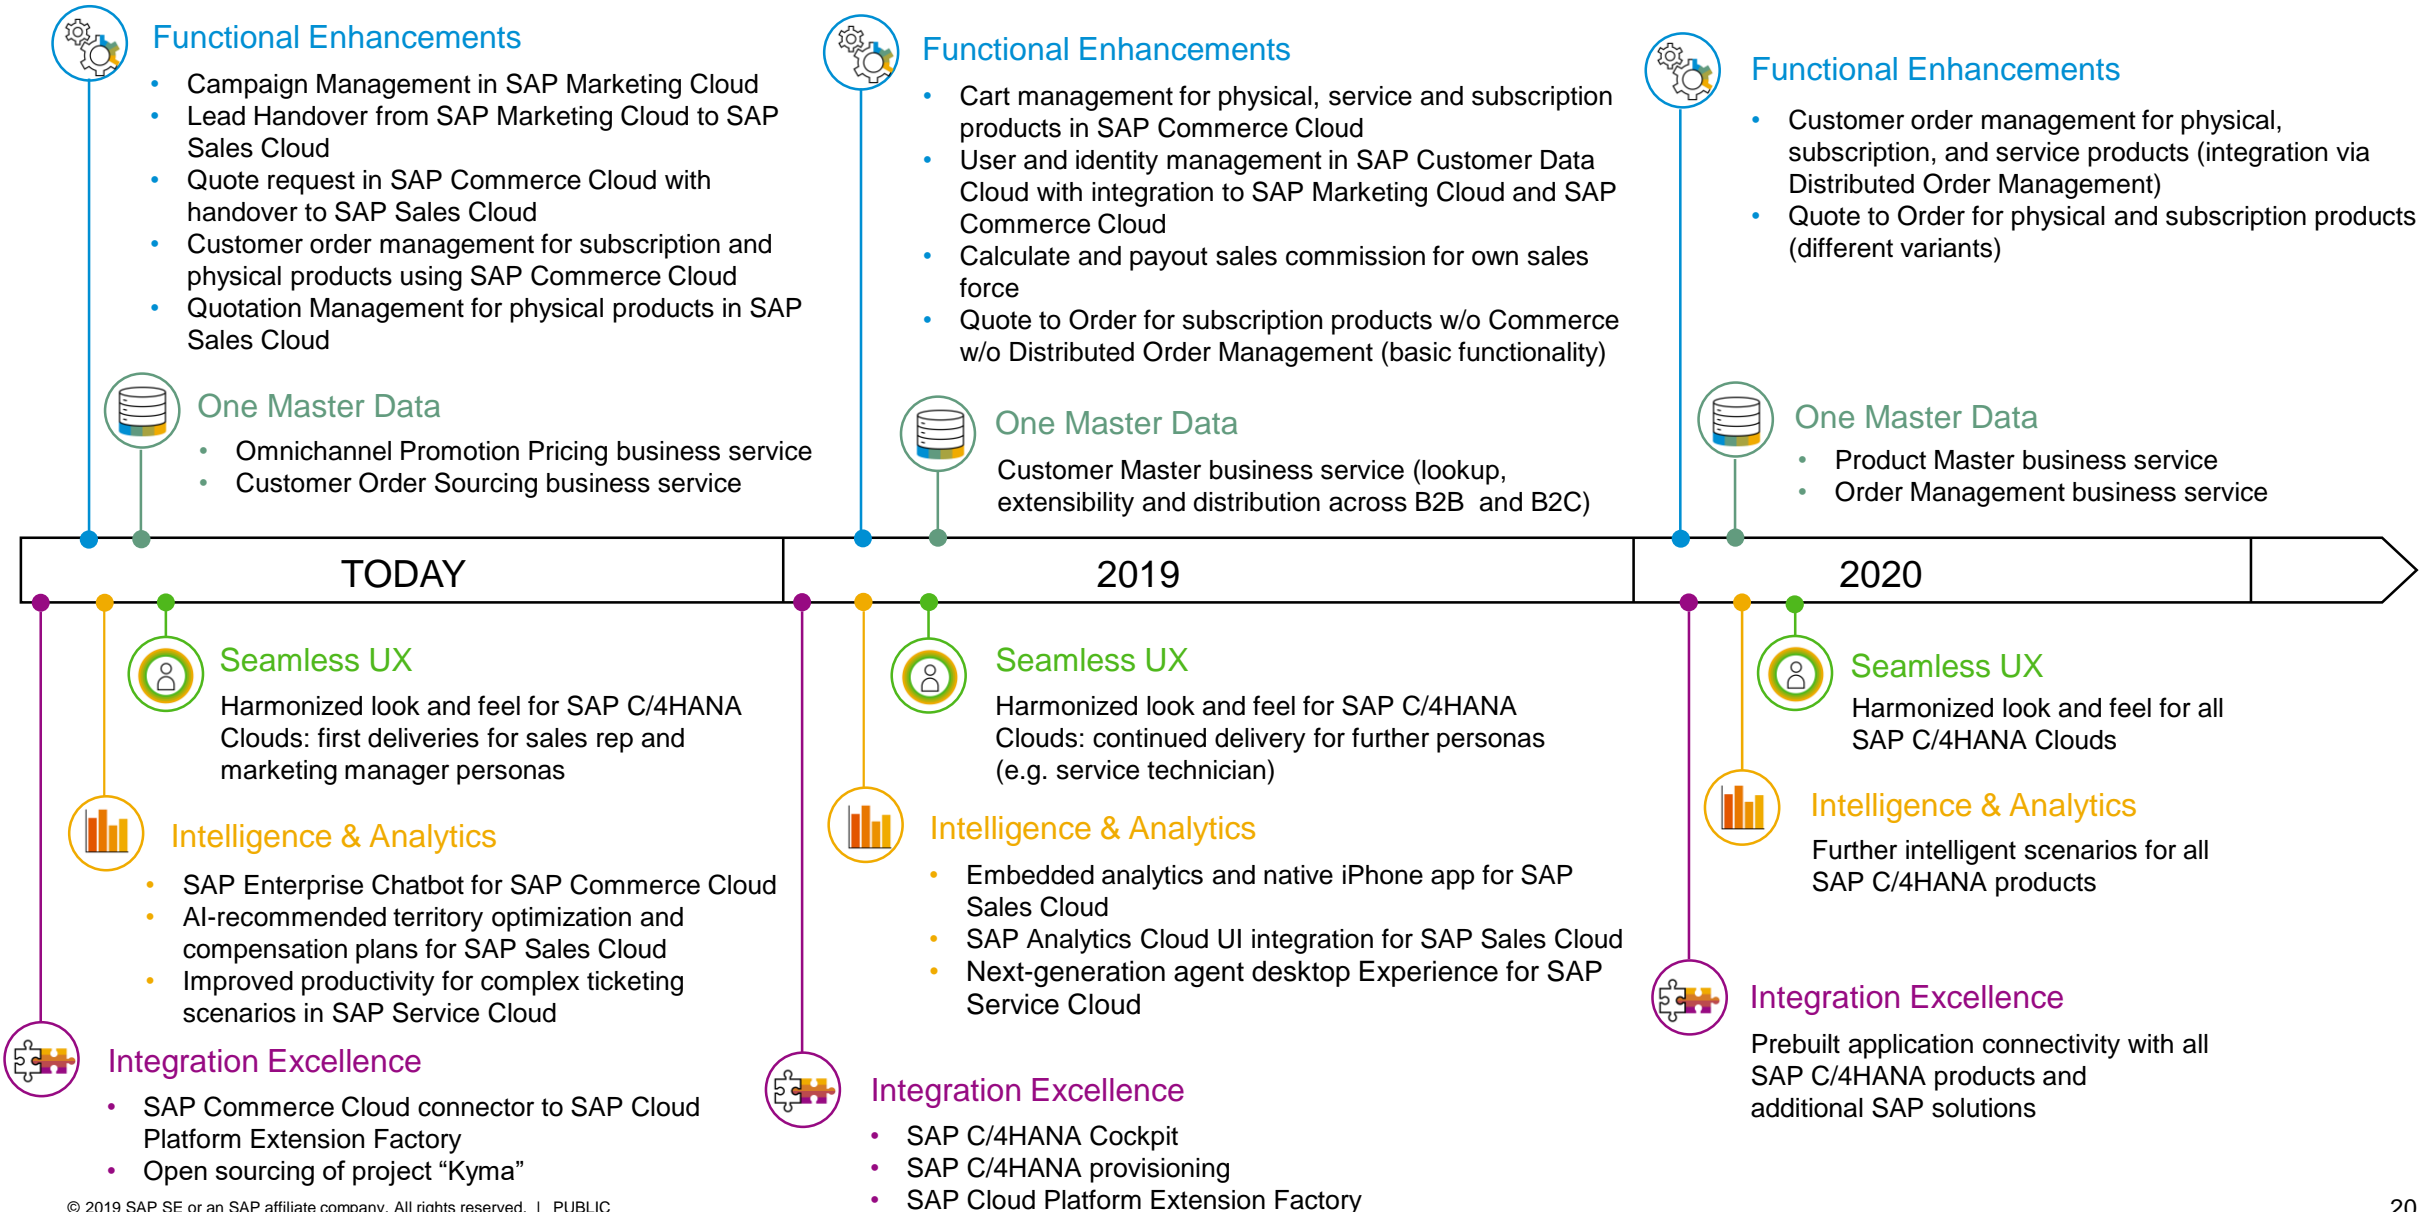 Functional Enhancements
• Campaign Management in SAP Marketing Cloud
• Lead Handover from SAP Marketing Cloud to SAP
Sales Cloud
• Quote request in SAP Commerce Cloud with
handover to SAP Sales Cloud
• Customer order management for subscription and
physical products using SAP Commerce Cloud
• Quotation Management for physical products in SAP
Sales Cloud
One Master Data
• Omnichannel Promotion Pricing business service
• Customer Order Sourcing business service
Functional Enhancements
• Cart management for physical, service and subscription
products in SAP Commerce Cloud
• User and identity management in SAP Customer Data
Cloud with integration to SAP Marketing Cloud and SAP
Commerce Cloud
• Calculate and payout sales commission for own sales
force
• Quote to Order for subscription products w/o Commerce
w/o Distributed Order Management (basic functionality)
One Master Data
Customer Master business service (lookup,
extensibility and distribution across B2B and B2C)
Functional Enhancements
• Customer order management for physical,
subscription, and service products (integration via
Distributed Order Management)
• Quote to Order for physical and subscription products
(different variants)
One Master Data
• Product Master business service
• Order Management business service
TODAY
2019
2020
Seamless UX
Harmonized look and feel for SAP C/4HANA
Clouds: first deliveries for sales rep and
marketing manager personas
Intelligence & Analytics
• SAP Enterprise Chatbot for SAP Commerce Cloud
• AI-recommended territory optimization and
compensation plans for SAP Sales Cloud
• Improved productivity for complex ticketing
scenarios in SAP Service Cloud
Integration Excellence
• SAP Commerce Cloud connector to SAP Cloud
Platform Extension Factory
• Open sourcing of project “Kyma”
Seamless UX
Harmonized look and feel for SAP C/4HANA
Clouds: continued delivery for further personas
(e.g. service technician)
Intelligence & Analytics
• Embedded analytics and native iPhone app for SAP
Sales Cloud
• SAP Analytics Cloud UI integration for SAP Sales Cloud
• Next-generation agent desktop Experience for SAP
Service Cloud
Integration Excellence
• SAP C/4HANA Cockpit
• SAP C/4HANA provisioning
• SAP Cloud Platform Extension Factory
Seamless UX
Harmonized look and feel for all
SAP C/4HANA Clouds
Intelligence & Analytics
Further intelligent scenarios for all
SAP C/4HANA products
Integration Excellence
Prebuilt application connectivity with all
SAP C/4HANA products and
additional SAP solutions
© 2019 SAP SE or an SAP affiliate company. All rights reserved. | PUBLIC
20